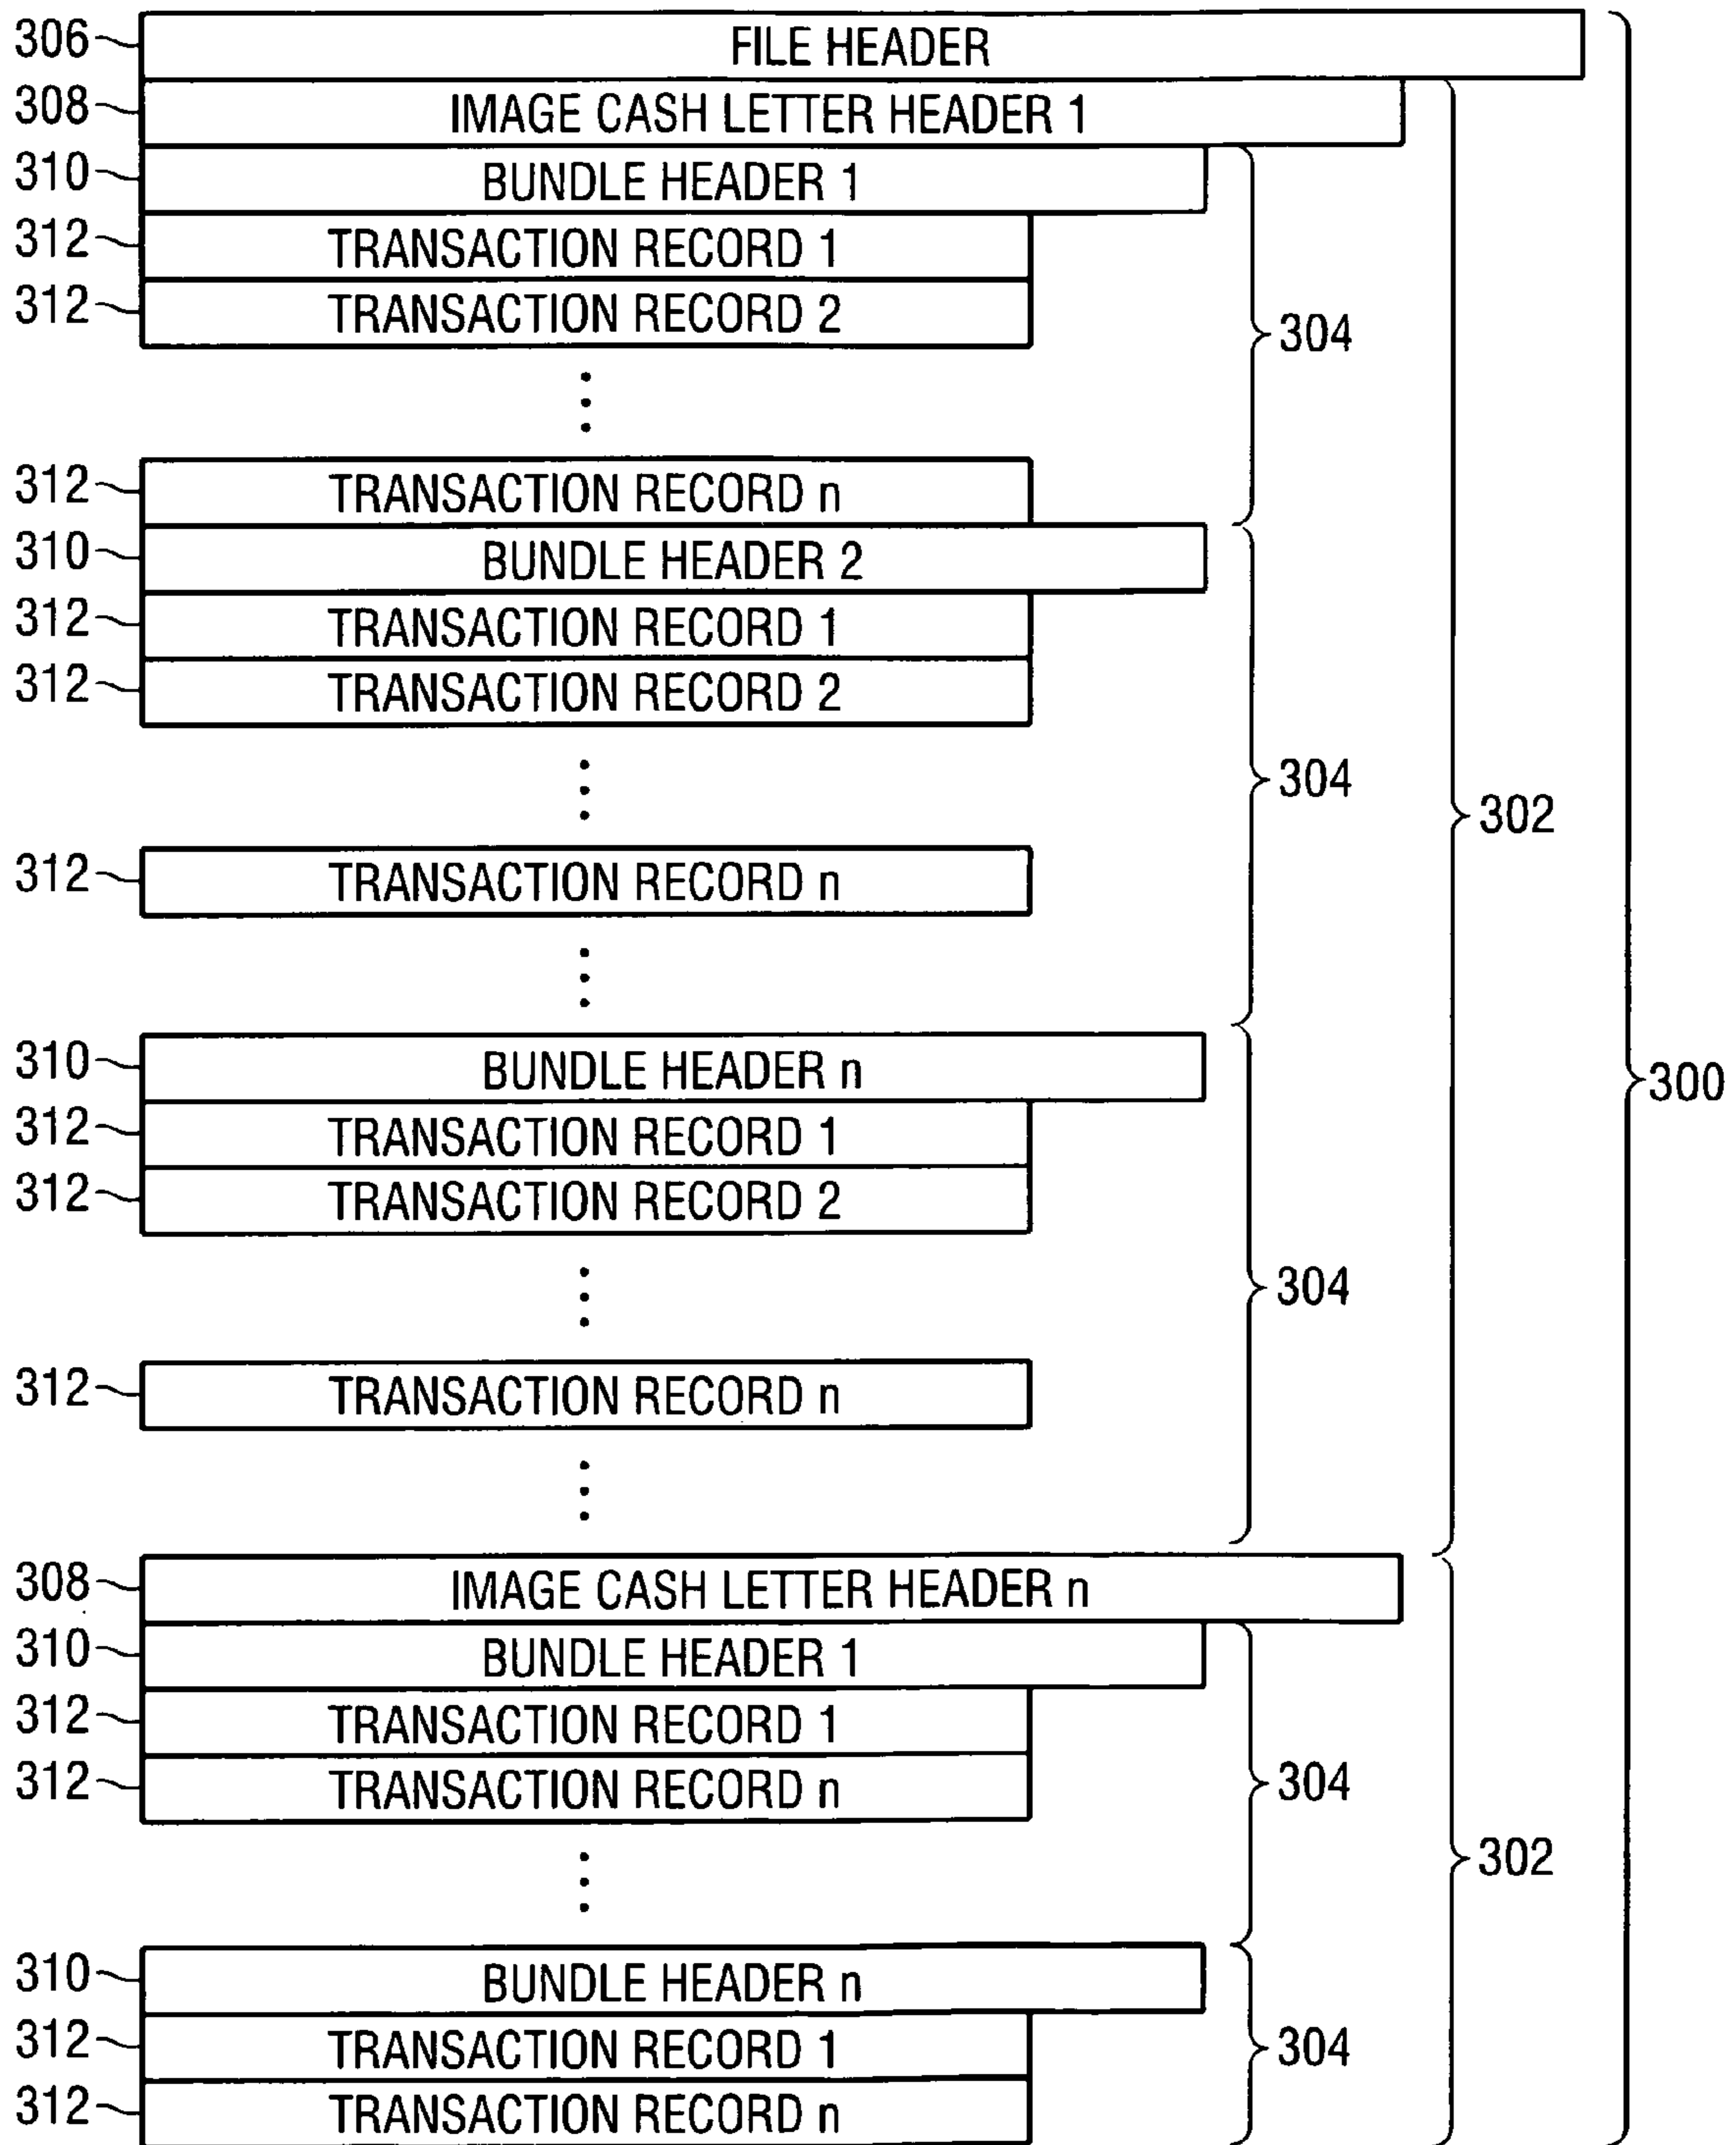 306 FILE HEADER
308 IMAGE CASH LETTER HEADER 1
310 BUNDLE HEADER 1
312 TRANSACTION RECORD 1
312 TRANSACTION RECORD 2
304
312 TRANSACTION RECORD n
310 BUNDLE HEADER 2
312 TRANSACTION RECORD 1
312 TRANSACTION RECORD 2
304
302
312 TRANSACTION RECORD n
310 BUNDLE HEADER n
300
312 TRANSACTION RECORD 1
312 TRANSACTION RECORD 2
304
312 TRANSACTION RECORD n
308 IMAGE CASH LETTER HEADER n
310 BUNDLE HEADER 1
312 TRANSACTION RECORD 1
312 TRANSACTION RECORD n
304
302
310 BUNDLE HEADER n
312 TRANSACTION RECORD 1
304
312 TRANSACTION RECORD n